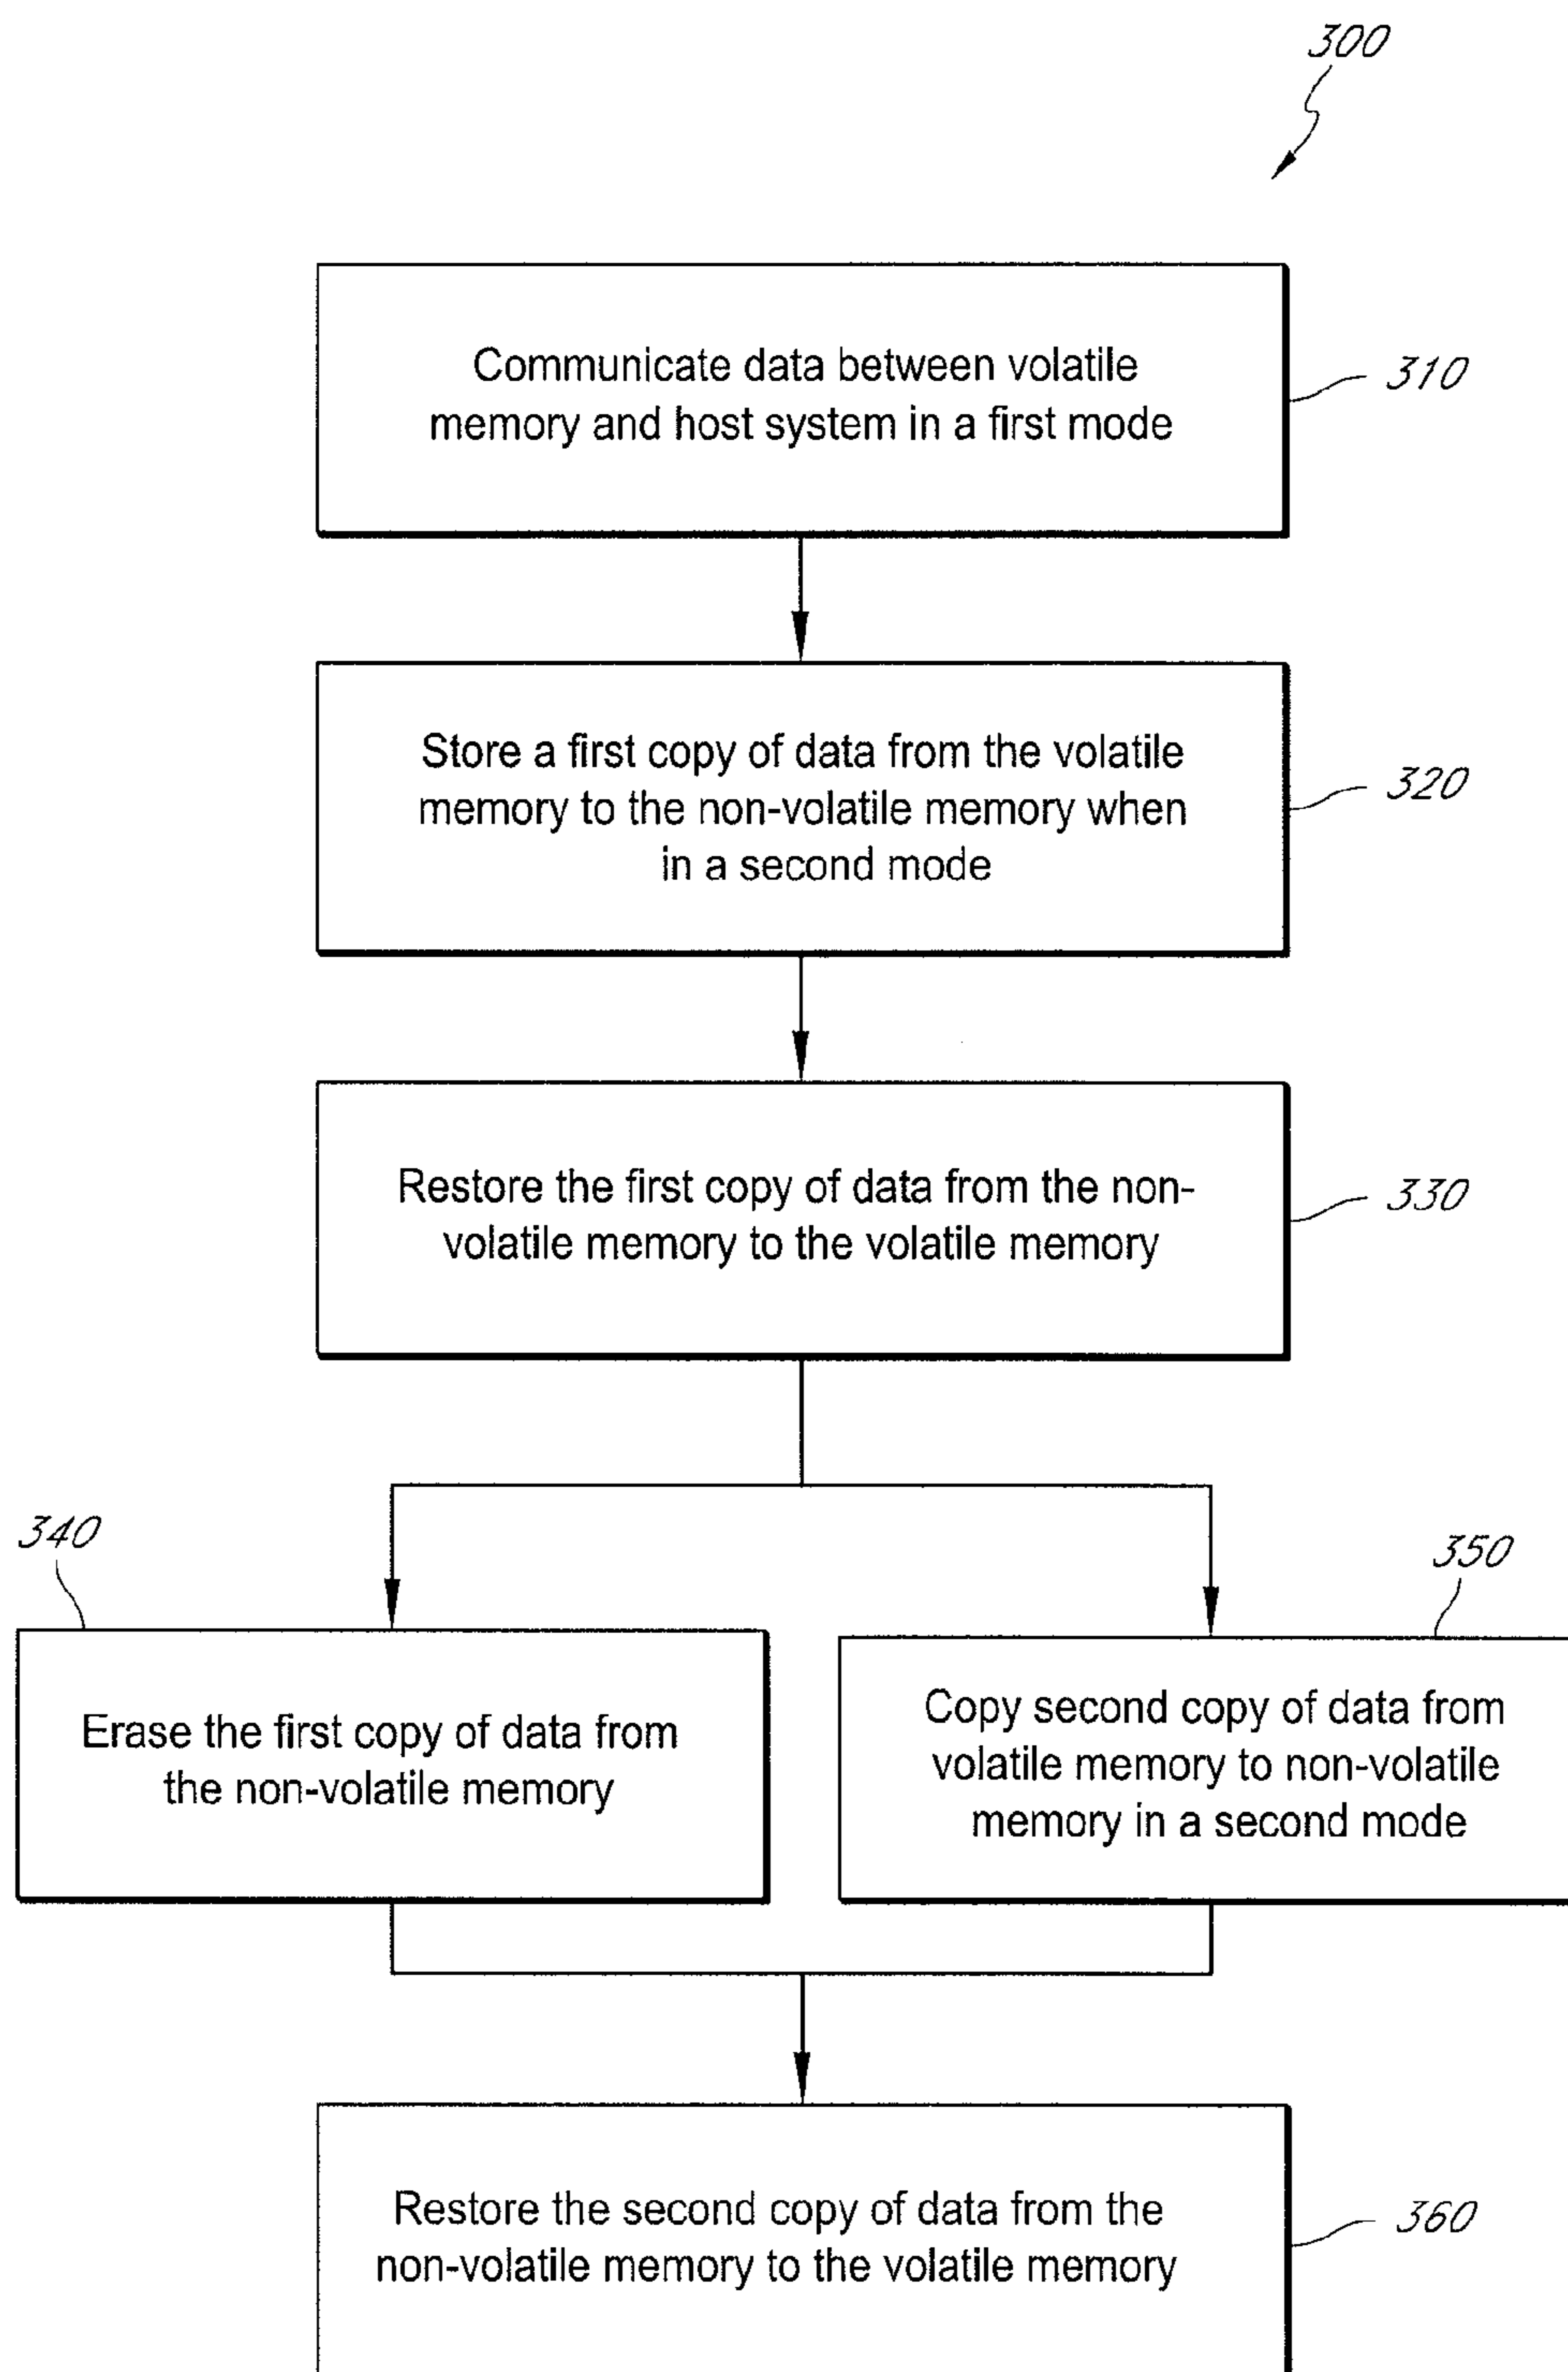 300
Communicate data between volatile
memory and host system in a first mode
310
Store a first copy of data from the volatile
memory to the non-volatile memory when
in a second mode
320
Restore the first copy of data from the non-
volatile memory to the volatile memory
330
340
350
Erase the first copy of data from
the non-volatile memory
Copy second copy of data from
volatile memory to non-volatile
memory in a second mode
Restore the second copy of data from the
non-volatile memory to the volatile memory
360